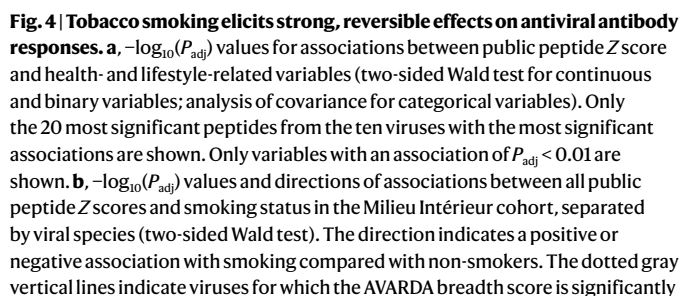 Fig. 4 | Tobacco smoking elicits strong, reversible effects on antiviral antibody
responses. a, −log₁₀(P_adj) values for associations between public peptide Z score
and health- and lifestyle-related variables (two-sided Wald test for continuous
and binary variables; analysis of covariance for categorical variables). Only
the 20 most significant peptides from the ten viruses with the most significant
associations are shown. Only variables with an association of P_adj < 0.01 are
shown. b, −log₁₀(P_adj) values and directions of associations between all public
peptide Z scores and smoking status in the Milieu Intérieur cohort, separated
by viral species (two-sided Wald test). The direction indicates a positive or
negative association with smoking compared with non-smokers. The dotted gray
vertical lines indicate viruses for which the AVARDA breadth score is significantly